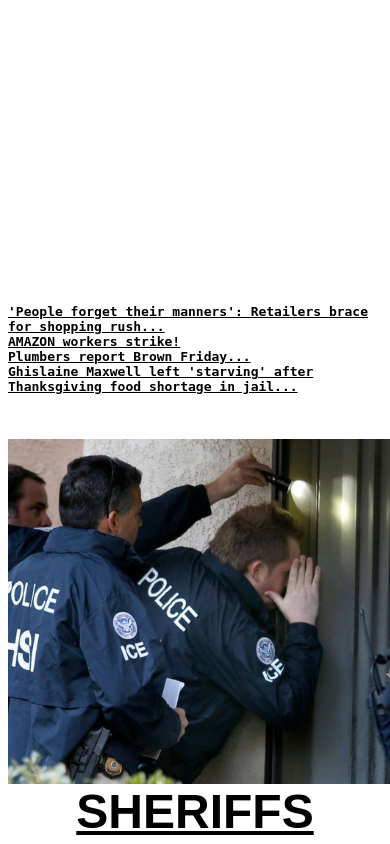 'People forget their manners': Retailers brace
for shopping rush...
AMAZON workers strike!
Plumbers report Brown Friday...
Ghislaine Maxwell left 'starving' after
Thanksgiving food shortage in jail...
POLICE
HSI
POLICE
ICE
ICE
SHERIFFS